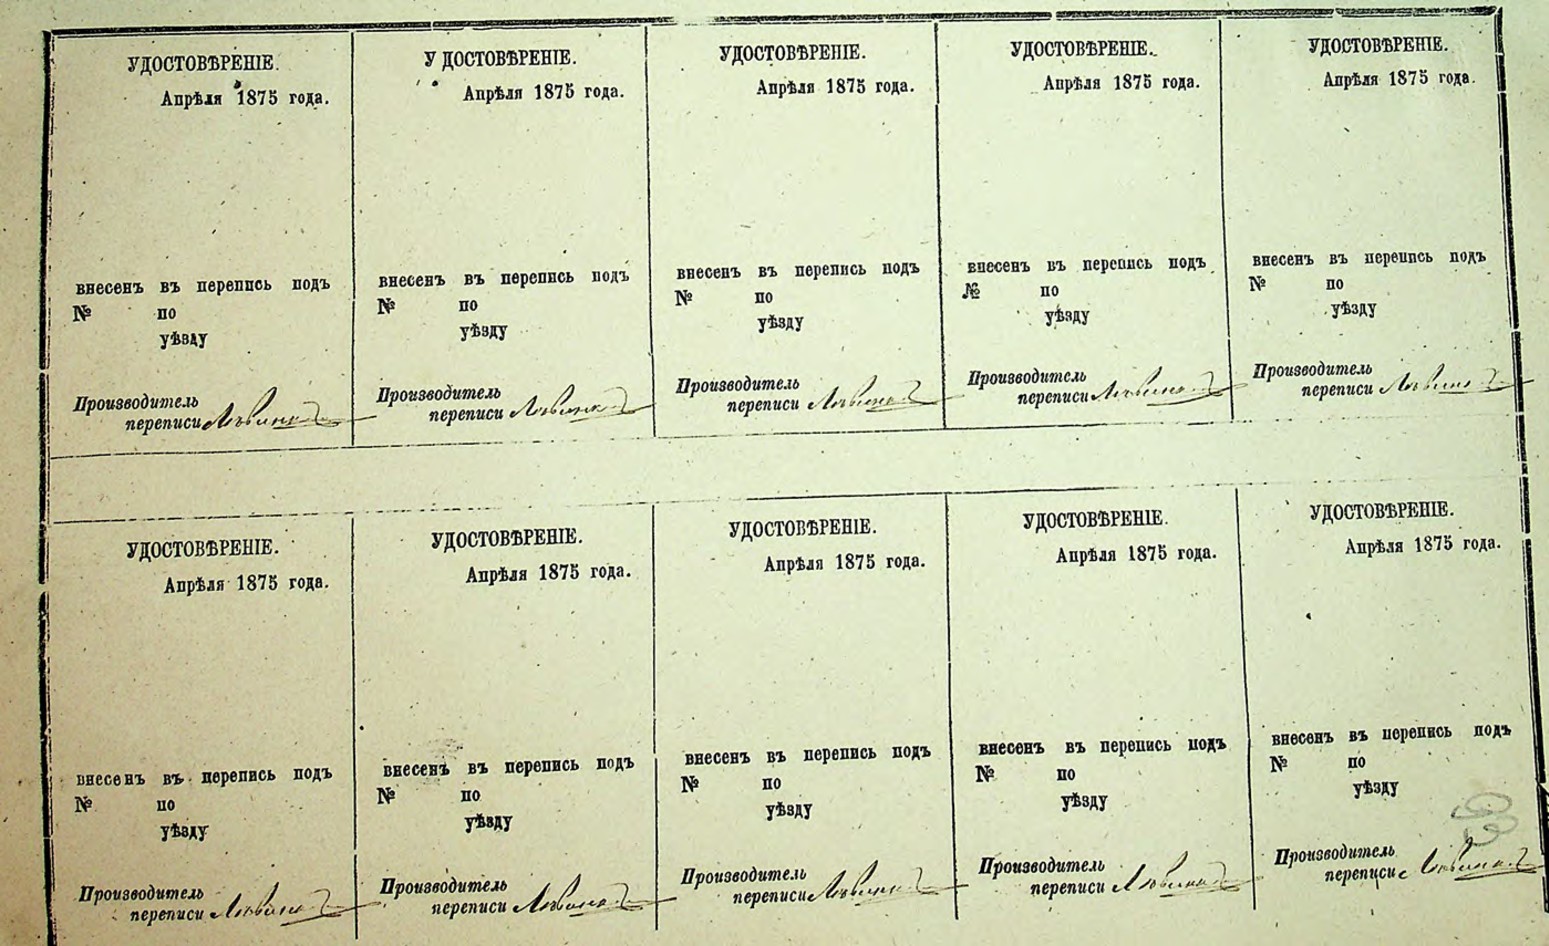 УДОСТОВѢРЕНІЕ.
Апрѣля 1875 года.
внесенъ въ перепись подъ
№ по
уѣзду
Производитель
переписи
УДОСТОВѢРЕНІЕ.
Апрѣля 1875 года.
внесенъ въ перепись подъ
№ по
уѣзду
Производитель
переписи
УДОСТОВѢРЕНІЕ.
Апрѣля 1875 года.
внесенъ въ перепись подъ
№ по
уѣзду
Производитель
переписи
УДОСТОВѢРЕНІЕ.
Апрѣля 1875 года.
внесенъ въ перепись подъ
№ по
уѣзду
Производитель
переписи
УДОСТОВѢРЕНІЕ.
Апрѣля 1875 года.
внесенъ въ перепись подъ
№ по
уѣзду
Производитель
переписи
УДОСТОВѢРЕНІЕ.
Апрѣля 1875 года.
внесенъ въ перепись подъ
№ по
уѣзду
Производитель
переписи
УДОСТОВѢРЕНІЕ.
Апрѣля 1875 года.
внесенъ въ перепись подъ
№ по
уѣзду
Производитель
переписи
УДОСТОВѢРЕНІЕ.
Апрѣля 1875 года.
внесенъ въ перепись подъ
№ по
уѣзду
Производитель
переписи
УДОСТОВѢРЕНІЕ.
Апрѣля 1875 года.
внесенъ въ перепись подъ
№ по
уѣзду
Производитель
переписи
УДОСТОВѢРЕНІЕ.
Апрѣля 1875 года.
внесенъ въ перепись подъ
№ по
уѣзду
Производитель
переписи